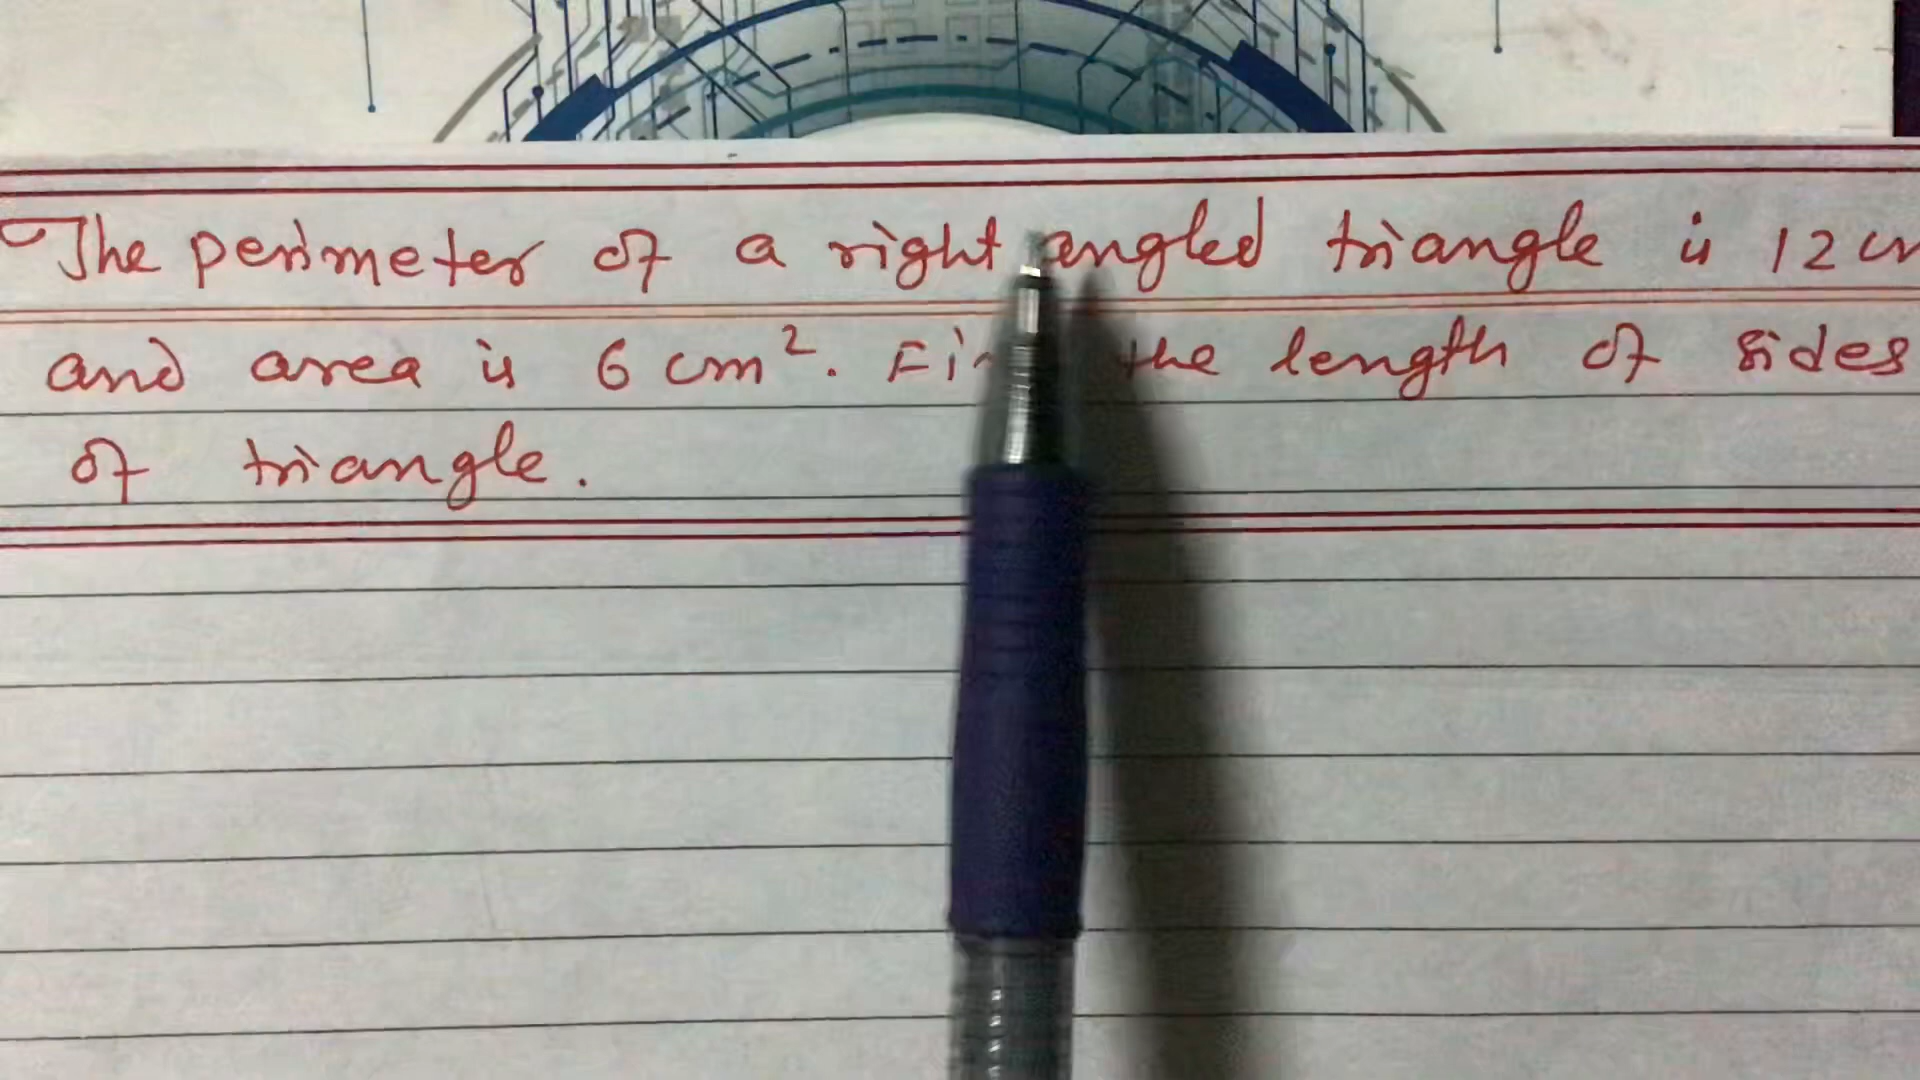 The perimeter of a right angled triangle is 12 cm
and area is 6 cm². the length of sides
of triangle.